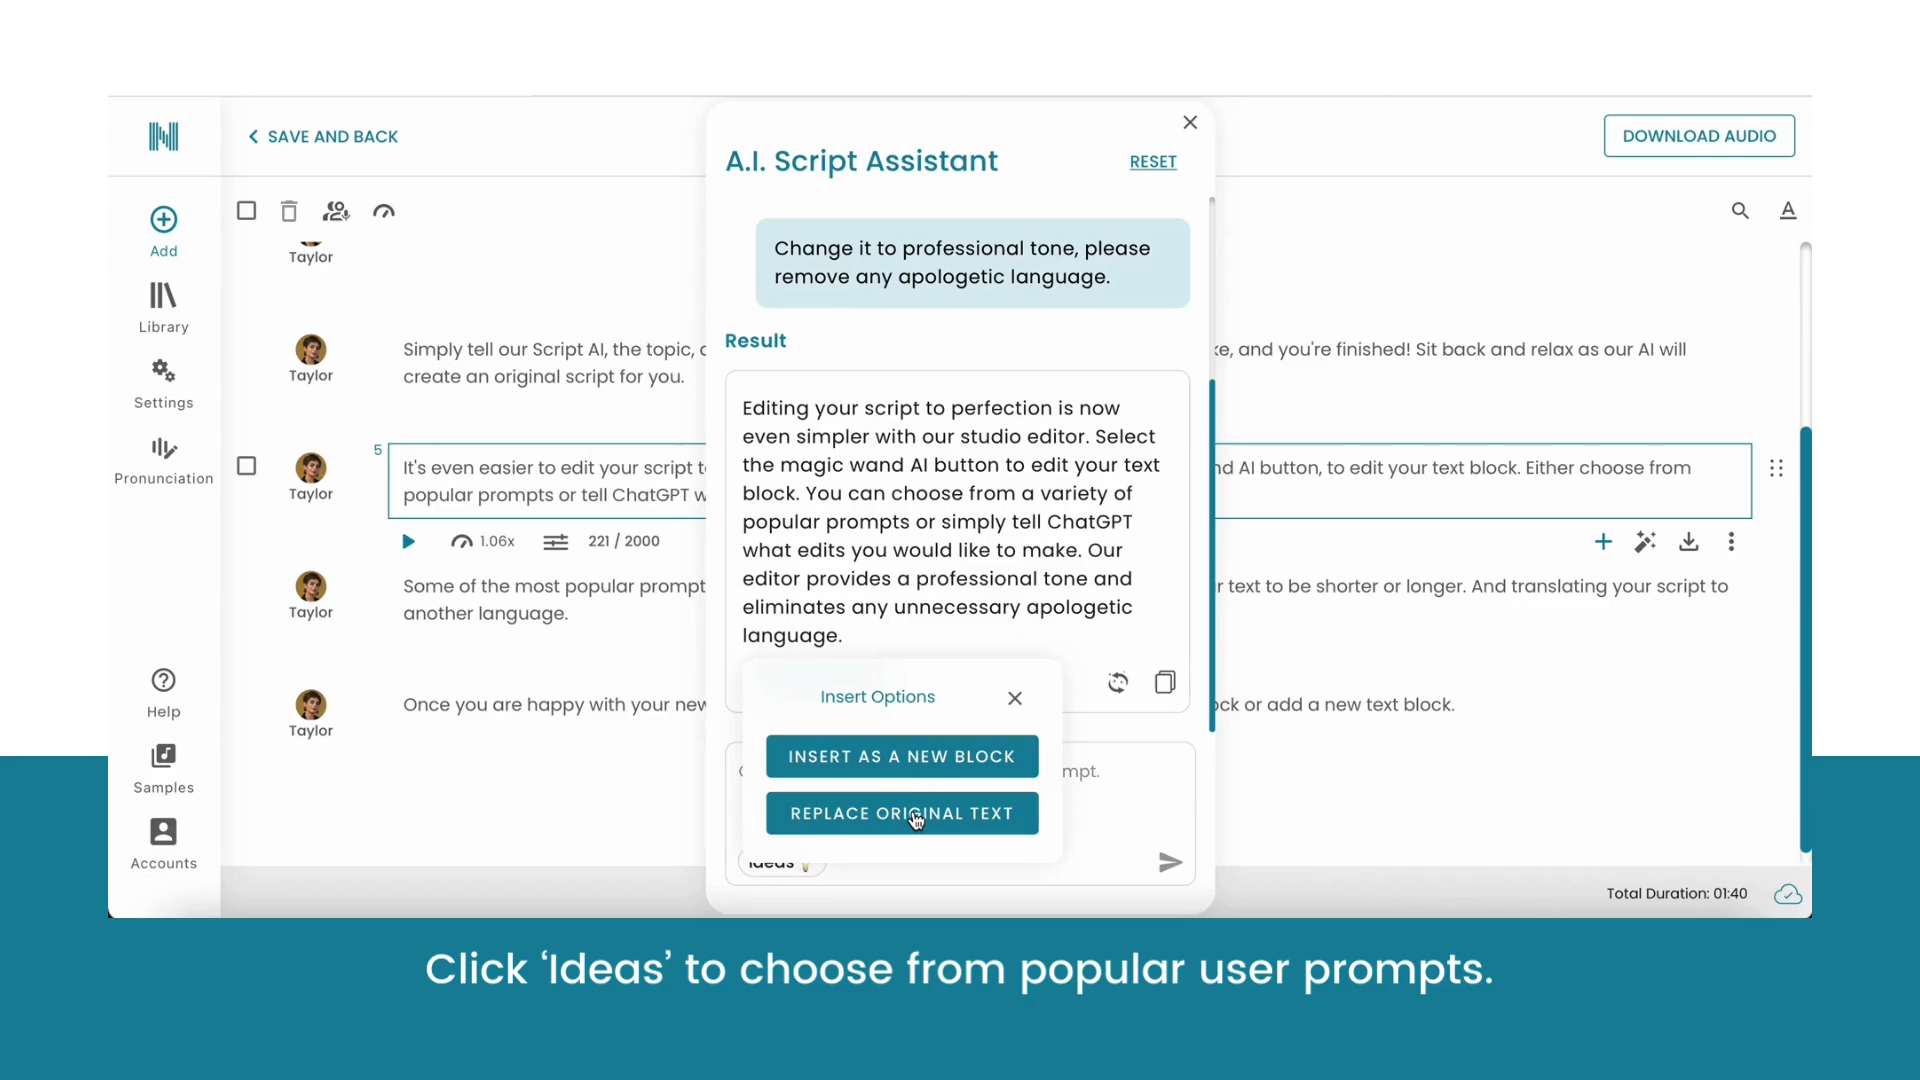 SAVE AND BACK
DOWNLOAD AUDIO
A.I. Script Assistant
RESET
Add
Library
Settings
Pronunciation
Help
Samples
Accounts
Taylor
Change it to professional tone, please
remove any apologetic language.
Result
Taylor
Simply tell our Script AI, the topic,
, and you're finished! Sit back and relax as our AI will
create an original script for you.
Editing your script to perfection is now
even simpler with our studio editor. Select
the magic wand AI button to edit your text
block. You can choose from a variety of
popular prompts or simply tell ChatGPT
what edits you would like to make. Our
editor provides a professional tone and
eliminates any unnecessary apologetic
language.
5
Taylor
It's even easier to edit your script
AI button, to edit your text block. Either choose from
popular prompts or tell ChatGPT
1.06x
221 / 2000
Taylor
Some of the most popular prompt
text to be shorter or longer. And translating your script to
another language.
Taylor
Once you are happy with your new
or add a new text block.
Insert Options
INSERT AS A NEW BLOCK
REPLACE ORIGINAL TEXT
Ideas
Total Duration: 01:40
Click ‘Ideas’ to choose from popular user prompts.